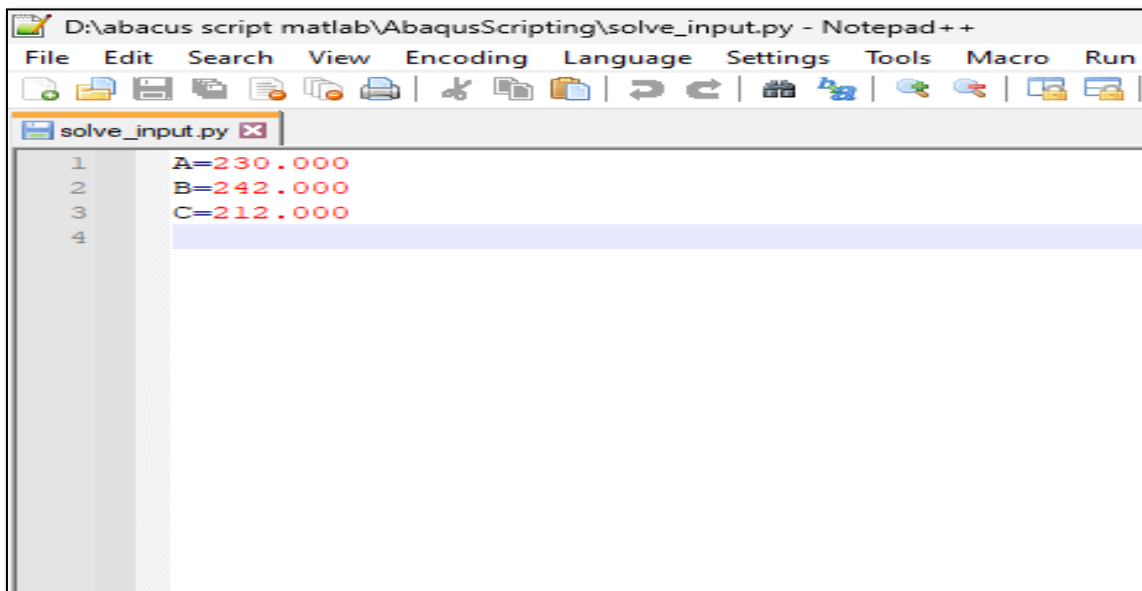 D:\abacus script matlab\AbaqusScripting\solve_input.py - Notepad++
File Edit Search View Encoding Language Settings Tools Macro Run
solve_input.py
1 A=230.000
2 B=242.000
3 C=212.000
4